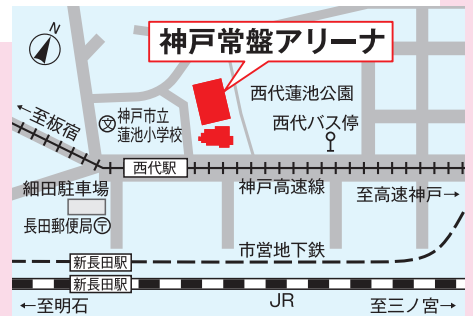 N
神戸常盤アリーナ
西代蓮池公園
←至板宿
文
神戸市立
蓮池小学校
西代バス停
西代駅
細田駐車場
神戸高速線
至高速神戸→
長田郵便局〒
市営地下鉄
新長田駅
新長田駅
←至明石
JR
至三ノ宮→